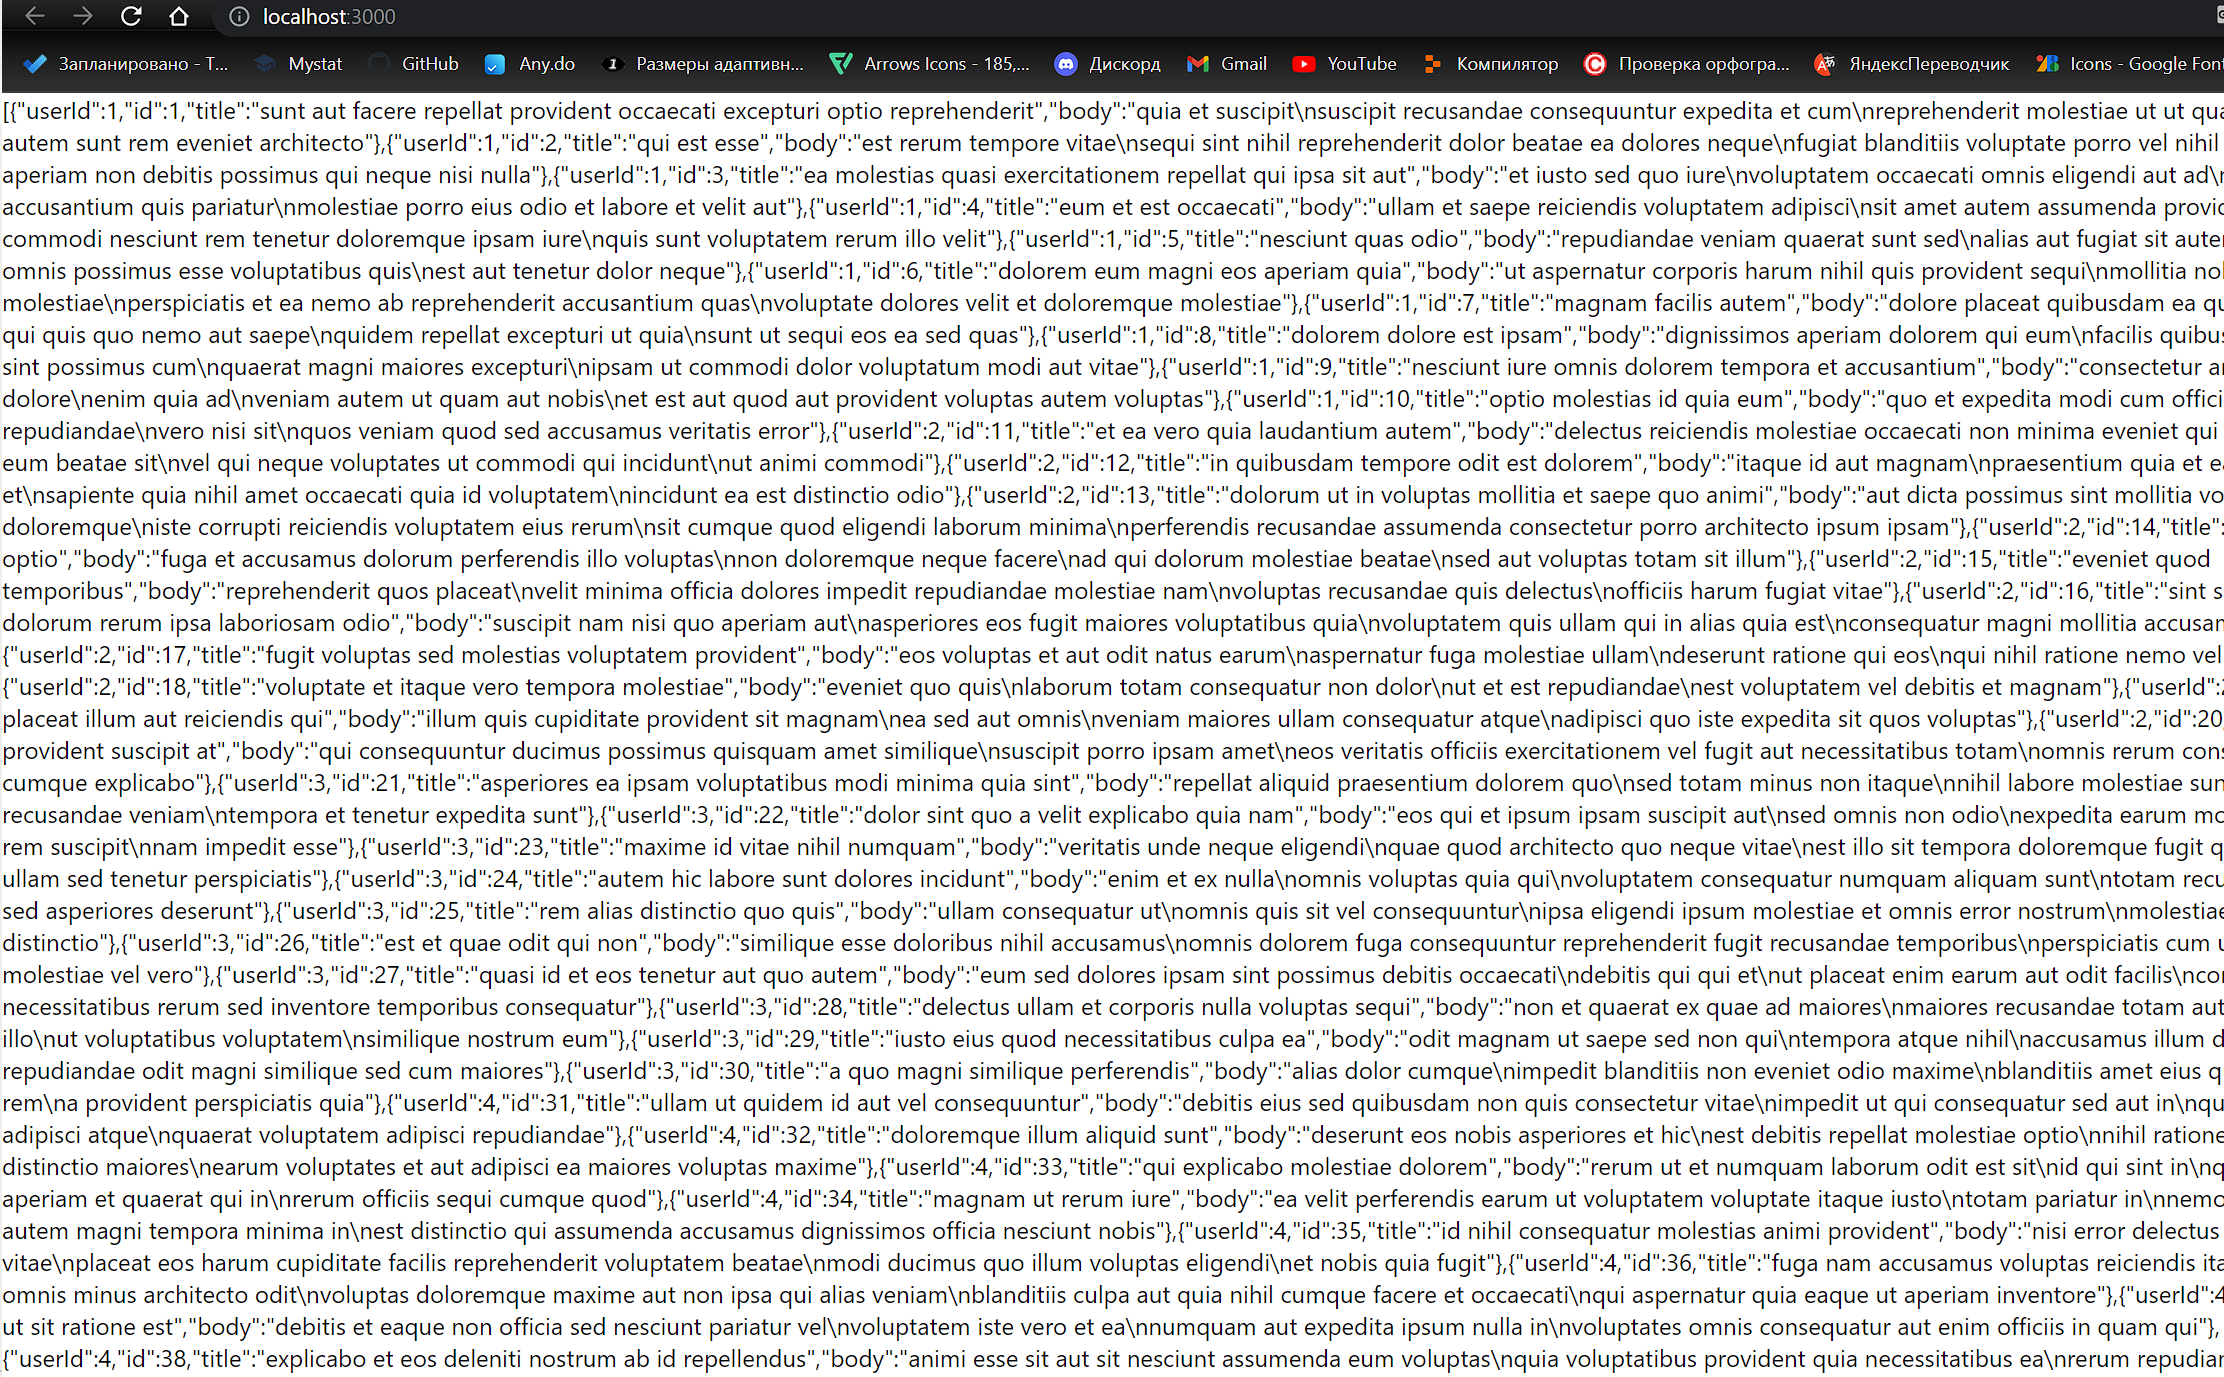 localhost:3000
Запланировано - Т... Mystat GitHub Any.do Размеры адаптивн... Arrows Icons - 185,... Дискорд Gmail YouTube Компилятор Проверка орфогра... ЯндексПереводчик Icons - Google Font
[{"userId":1,"id":1,"title":"sunt aut facere repellat provident occaecati excepturi optio reprehenderit","body":"quia et suscipit\nsuscipit recusandae consequuntur expedita et cum\nreprehenderit molestiae ut ut qua
autem sunt rem eveniet architecto"},{"userId":1,"id":2,"title":"qui est esse","body":"est rerum tempore vitae\nsequi sint nihil reprehenderit dolor beatae ea dolores neque\nfugiat blanditiis voluptate porro vel nihil
aperiam non debitis possimus qui neque nisi nulla"},{"userId":1,"id":3,"title":"ea molestias quasi exercitationem repellat qui ipsa sit aut","body":"et iusto sed quo iure\nvoluptatem occaecati omnis eligendi aut ad\
accusantium quis pariatur\nmolestiae porro eius odio et labore et velit aut"},{"userId":1,"id":4,"title":"eum et est occaecati","body":"ullam et saepe reiciendis voluptatem adipisci\nsit amet autem assumenda provid
commodi nesciunt rem tenetur doloremque ipsam iure\nquis sunt voluptatem rerum illo velit"},{"userId":1,"id":5,"title":"nesciunt quas odio","body":"repudiandae veniam quaerat sunt sed\nalias aut fugiat sit aute
omnis possimus esse voluptatibus quis\nest aut tenetur dolor neque"},{"userId":1,"id":6,"title":"dolorem eum magni eos aperiam quia","body":"ut aspernatur corporis harum nihil quis provident sequi\nmollitia no
molestiae\nperspiciatis et ea nemo ab reprehenderit accusantium quas\nvoluptate dolores velit et doloremque molestiae"},{"userId":1,"id":7,"title":"magnam facilis autem","body":"dolore placeat quibusdam ea qu
qui quis quo nemo aut saepe\nquidem repellat excepturi ut quia\nsunt ut sequi eos ea sed quas"},{"userId":1,"id":8,"title":"dolorem dolore est ipsam","body":"dignissimos aperiam dolorem qui eum\nfacilis quibus
sint possimus cum\nquaerat magni maiores excepturi\nipsam ut commodi dolor voluptatum modi aut vitae"},{"userId":1,"id":9,"title":"nesciunt iure omnis dolorem tempora et accusantium","body":"consectetur a
dolore\nenim quia ad\nveniam autem ut quam aut nobis\net est aut quod aut provident voluptas autem voluptas"},{"userId":1,"id":10,"title":"optio molestias id quia eum","body":"quo et expedita modi cum offici
repudiandae\nvero nisi sit\nquos veniam quod sed accusamus veritatis error"},{"userId":2,"id":11,"title":"et ea vero quia laudantium autem","body":"delectus reiciendis molestiae occaecati non minima eveniet qui
eum beatae sit\nvel qui neque voluptates ut commodi qui incidunt\nut animi commodi"},{"userId":2,"id":12,"title":"in quibusdam tempore odit est dolorem","body":"itaque id aut magnam\npraesentium quia et ea
et\nsapiente quia nihil amet occaecati quia id voluptatem\nincidunt ea est distinctio odio"},{"userId":2,"id":13,"title":"dolorum ut in voluptas mollitia et saepe quo animi","body":"aut dicta possimus sint mollitia vo
doloremque\niste corrupti reiciendis voluptatem eius rerum\nsit cumque quod eligendi laborum minima\nperferendis recusandae assumenda consectetur porro architecto ipsum ipsam"},{"userId":2,"id":14,"title":
optio","body":"fuga et accusamus dolorum perferendis illo voluptas\nnon doloremque neque facere\nad qui dolorum molestiae beatae\nsed aut voluptas totam sit illum"},{"userId":2,"id":15,"title":"eveniet quod
temporibus","body":"reprehenderit quos placeat\nvelit minima officia dolores impedit repudiandae molestiae nam\nvoluptas recusandae quis delectus\nofficiis harum fugiat vitae"},{"userId":2,"id":16,"title":"sint s
dolorum rerum ipsa laboriosam odio","body":"suscipit nam nisi quo aperiam aut\nasperiores eos fugit maiores voluptatibus quia\nvoluptatem quis ullam qui in alias quia est\nconsequatur magni mollitia accusam
{"userId":2,"id":17,"title":"fugit voluptas sed molestias voluptatem provident","body":"eos voluptas et aut odit natus earum\naspernatur fuga molestiae ullam\ndeserunt ratione qui eos\nqui nihil ratione nemo vel
{"userId":2,"id":18,"title":"voluptate et itaque vero tempora molestiae","body":"eveniet quo quis\nlaborum totam consequatur non dolor\nut et est repudiandae\nest voluptatem vel debitis et magnam"},{"userId":2
placeat illum aut reiciendis qui","body":"illum quis cupiditate provident sit magnam\nea sed aut omnis\nveniam maiores ullam consequatur atque\nadipisci quo iste expedita sit quos voluptas"},{"userId":2,"id":20,
provident suscipit at","body":"qui consequuntur ducimus possimus quisquam amet similique\nsuscipit porro ipsam amet\neos veritatis officiis exercitationem vel fugit aut necessitatibus totam\nomnis rerum cons
cumque explicabo"},{"userId":3,"id":21,"title":"asperiores ea ipsam voluptatibus modi minima quia sint","body":"repellat aliquid praesentium dolorem quo\nsed totam minus non itaque\nnihil labore molestiae sun
recusandae veniam\ntempora et tenetur expedita sunt"},{"userId":3,"id":22,"title":"dolor sint quo a velit explicabo quia nam","body":"eos qui et ipsum ipsam suscipit aut\nsed omnis non odio\nexpedita earum mo
rem suscipit\nnam impedit esse"},{"userId":3,"id":23,"title":"maxime id vitae nihil numquam","body":"veritatis unde neque eligendi\nquae quod architecto quo neque vitae\nest illo sit tempora doloremque fugit q
ullam sed tenetur perspiciatis"},{"userId":3,"id":24,"title":"autem hic labore sunt dolores incidunt","body":"enim et ex nulla\nomnis voluptas quia qui\nvoluptatem consequatur numquam aliquam sunt\ntotam recu
sed asperiores deserunt"},{"userId":3,"id":25,"title":"rem alias distinctio quo quis","body":"ullam consequatur ut\nomnis quis sit vel consequuntur\nipsa eligendi ipsum molestiae et omnis error nostrum\nmolestiae
distinctio"},{"userId":3,"id":26,"title":"est et quae odit qui non","body":"similique esse doloribus nihil accusamus\nomnis dolorem fuga consequuntur reprehenderit fugit recusandae temporibus\nperspiciatis cum u
molestiae vel vero"},{"userId":3,"id":27,"title":"quasi id et eos tenetur aut quo autem","body":"eum sed dolores ipsam sint possimus debitis occaecati\ndebitis qui qui et\nut placeat enim earum aut odit facilis\ncon
necessitatibus rerum sed inventore temporibus consequatur"},{"userId":3,"id":28,"title":"delectus ullam et corporis nulla voluptas sequi","body":"non et quaerat ex quae ad maiores\nmaiores recusandae totam aut
illo\nut voluptatibus voluptatem\nsimilique nostrum eum"},{"userId":3,"id":29,"title":"iusto eius quod necessitatibus culpa ea","body":"odit magnam ut saepe sed non qui\ntempora atque nihil\naccusamus illum d
repudiandae odit magni similique sed cum maiores"},{"userId":3,"id":30,"title":"a quo magni similique perferendis","body":"alias dolor cumque\nimpedit blanditiis non eveniet odio maxime\nblanditiis amet eius q
rem\na provident perspiciatis quia"},{"userId":4,"id":31,"title":"ullam ut quidem id aut vel consequuntur","body":"debitis eius sed quibusdam non quis consectetur vitae\nimpedit ut qui consequatur sed aut in\nqu
adipisci atque\nquaerat voluptatem adipisci repudiandae"},{"userId":4,"id":32,"title":"doloremque illum aliquid sunt","body":"deserunt eos nobis asperiores et hic\nest debitis repellat molestiae optio\nnihil ratione
distinctio maiores\nearum voluptates et aut adipisci ea maiores voluptas maxime"},{"userId":4,"id":33,"title":"qui explicabo molestiae dolorem","body":"rerum ut et numquam laborum odit est sit\nid qui sint in\nq
aperiam et quaerat qui in\nrerum officiis sequi cumque quod"},{"userId":4,"id":34,"title":"magnam ut rerum iure","body":"ea velit perferendis earum ut voluptatem voluptate itaque iusto\ntotam pariatur in\nnemo
autem magni tempora minima in\nest distinctio qui assumenda accusamus dignissimos officia nesciunt nobis"},{"userId":4,"id":35,"title":"id nihil consequatur molestias animi provident","body":"nisi error delectus
vitae\nplaceat eos harum cupiditate facilis reprehenderit voluptatem beatae\nmodi ducimus quo illum voluptas eligendi\net nobis quia fugit"},{"userId":4,"id":36,"title":"fuga nam accusamus voluptas reiciendis ita
omnis minus architecto odit\nvoluptas doloremque maxime aut non ipsa qui alias veniam\nblanditiis culpa aut quia nihil cumque facere et occaecati\nqui aspernatur quia eaque ut aperiam inventore"},{"userId":4
ut sit ratione est","body":"debitis et eaque non officia sed nesciunt pariatur vel\nvoluptatem iste vero et ea\nnumquam aut expedita ipsum nulla in\nvoluptates omnis consequatur aut enim officiis in quam qui"},
{"userId":4,"id":38,"title":"explicabo et eos deleniti nostrum ab id repellendus","body":"animi esse sit aut sit nesciunt assumenda eum voluptas\nquia voluptatibus provident quia necessitatibus ea\nrerum repudian